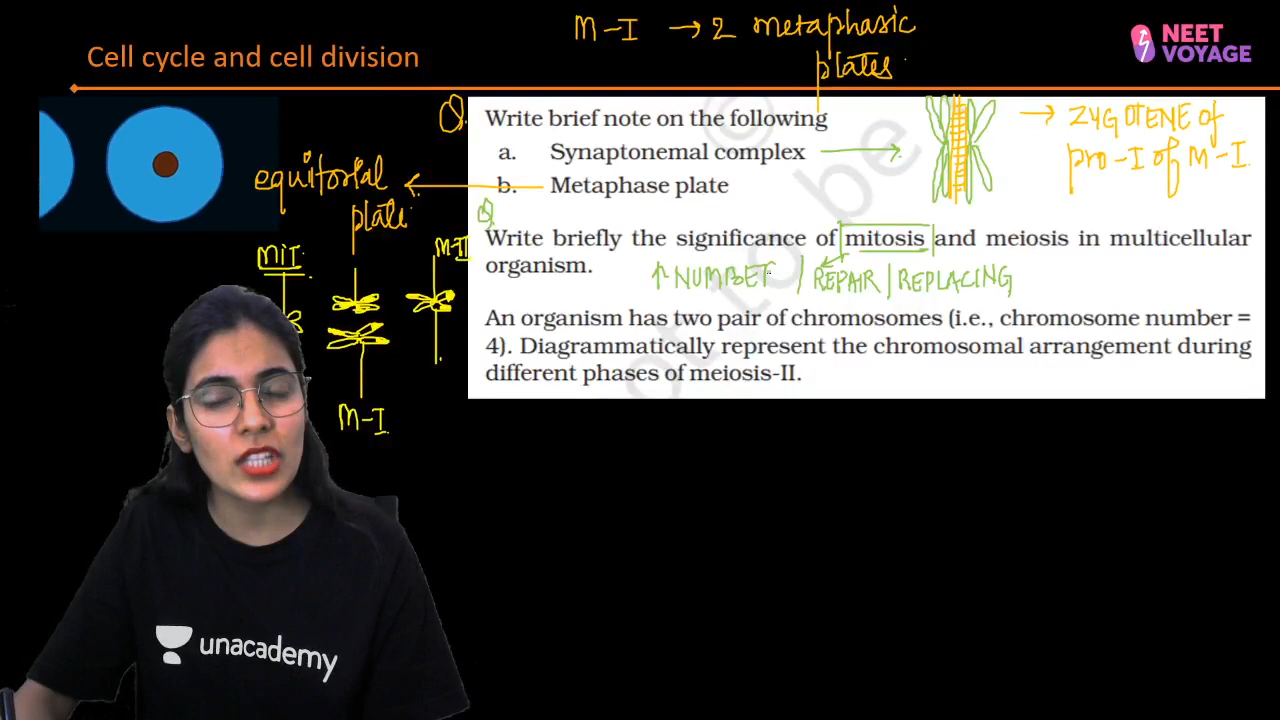 M-I → 2 metaphasic
plates
NEET
VOYAGE
Cell cycle and cell division
Q.
Write brief note on the following
a. Synaptonemal complex
→ ZYGOTENE of
pro-I of M-I.
b. Metaphase plate
equitorial
plate
Q.
Write briefly the significance of mitosis and meiosis in multicellular
organism.
↑ NUMBER | REPAIR | REPLACING
MiT.
M-II
M-I.
An organism has two pair of chromosomes (i.e., chromosome number =
4). Diagrammatically represent the chromosomal arrangement during
different phases of meiosis-II.
unacademy